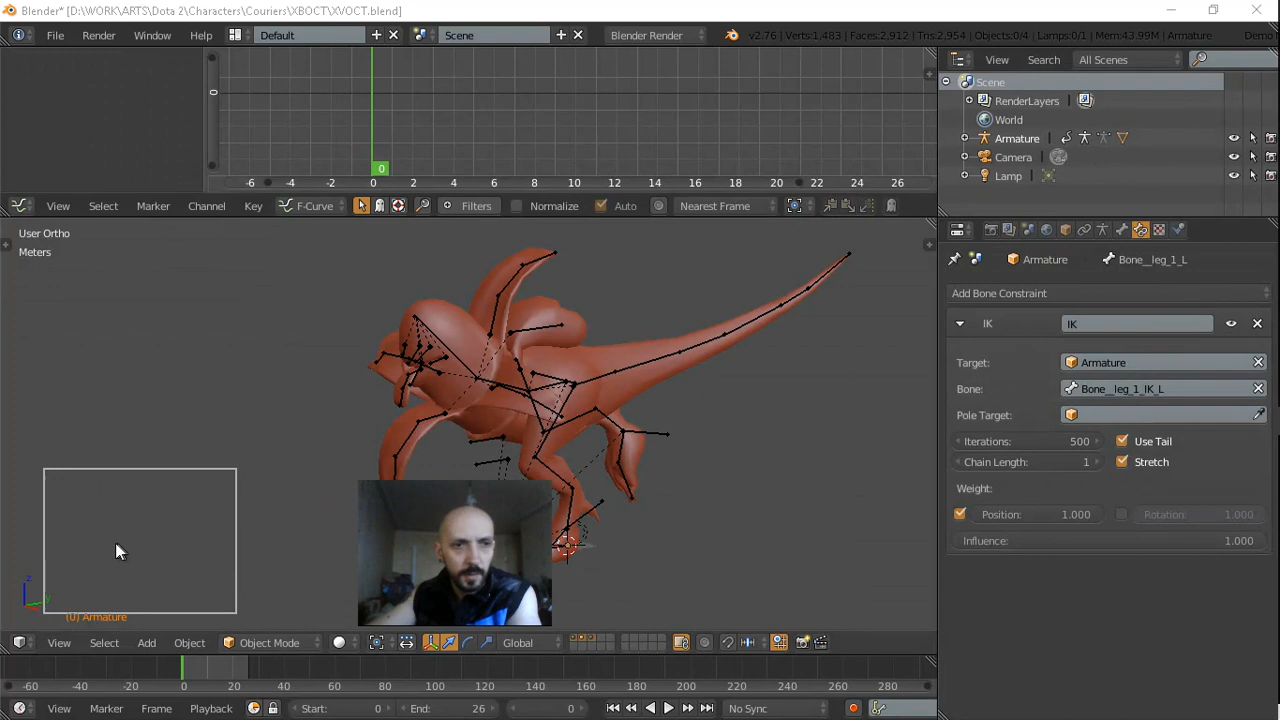 Blender* [D:\WORK\ARTS\Dota 2\Characters\Couriers\XBOCT\XVOCT.blend]
File Render Window Help Default Scene Blender Render v2.76 | Verts:1,483 | Faces:2,912 | Tris:2,954 | Objects:0/4 | Lamps:0/1 | Mem:43.99M | Armature Demo
View Search All Scenes
Scene
RenderLayers
World
Armature
Camera
Lamp
0
-6 -4 -2 0 2 4 6 8 10 12 14 16 18 20 22 24 26
View Select Marker Channel Key F-Curve Filters Normalize Auto Nearest Frame
User Ortho
Meters
Armature Bone__leg_1_L
Add Bone Constraint
IK IK
Target: Armature
Bone: Bone__leg_1_IK_L
Pole Target:
Iterations: 500 Use Tail
Chain Length: 1 Stretch
Weight:
Position: 1.000 Rotation: 1.000
Influence: 1.000
z
y
(0) Armature
View Select Add Object Object Mode Global
-60 -40 -20 0 20 40 60 80 100 120 140 160 180 200 220 240 260 280
View Marker Frame Playback Start: 0 End: 26 0 No Sync